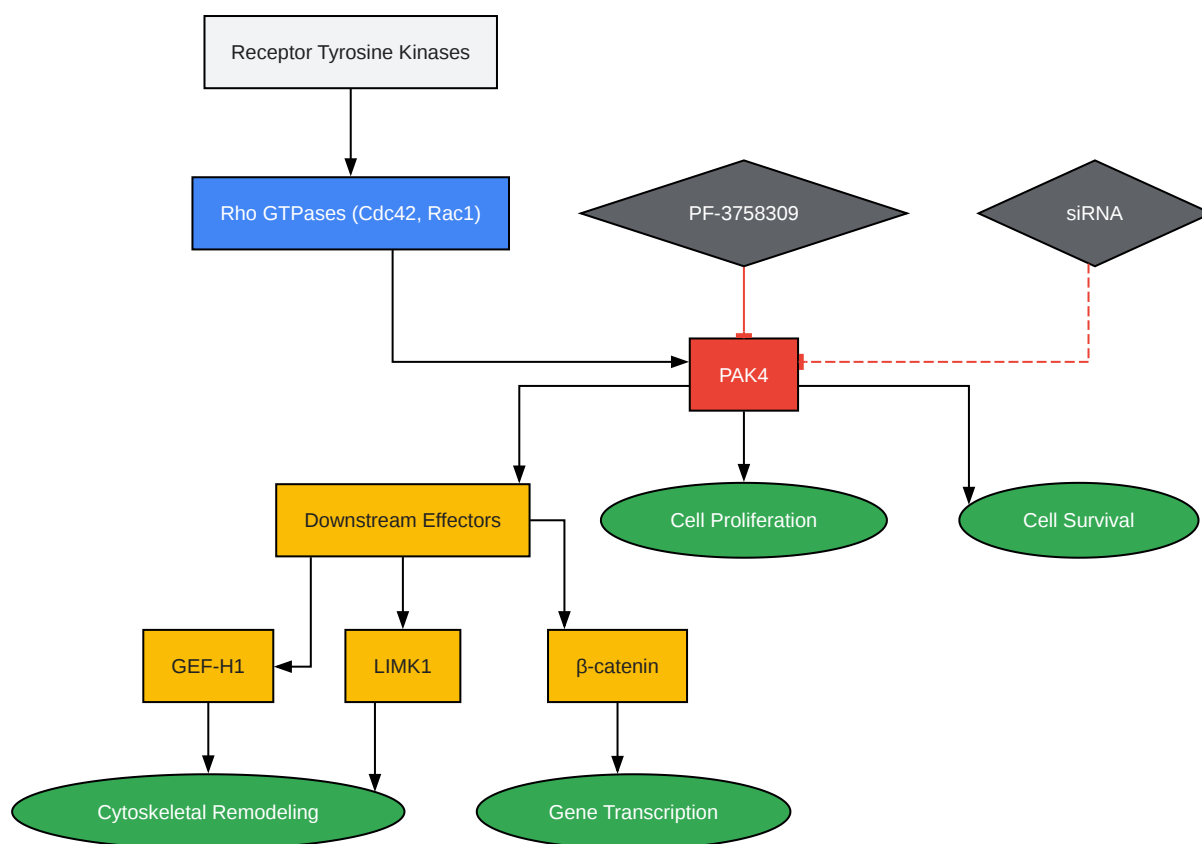 Receptor Tyrosine Kinases
Rho GTPases (Cdc42, Rac1)
PF-3758309
siRNA
PAK4
Downstream Effectors
Cell Proliferation
Cell Survival
GEF-H1
LIMK1
β-catenin
Cytoskeletal Remodeling
Gene Transcription